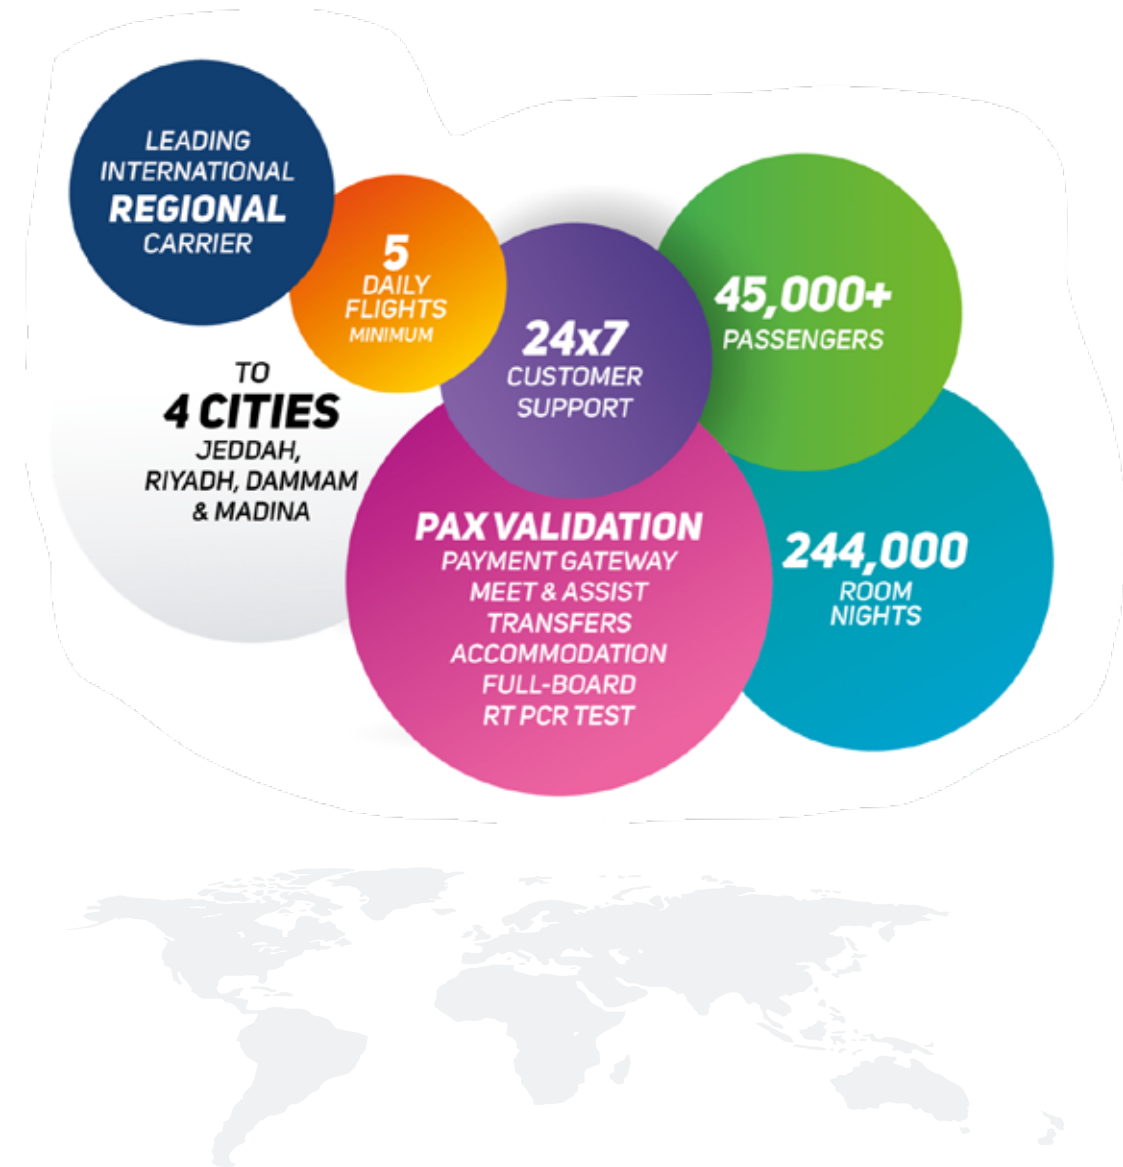 LEADING
INTERNATIONAL
REGIONAL
CARRIER
5
DAILY
FLIGHTS
MINIMUM
TO
4 CITIES
JEDDAH,
RIYADH, DAMMAM
& MADINA
24x7
CUSTOMER
SUPPORT
45,000+
PASSENGERS
PAX VALIDATION
PAYMENT GATEWAY
MEET & ASSIST
TRANSFERS
ACCOMMODATION
FULL-BOARD
RT PCR TEST
244,000
ROOM
NIGHTS